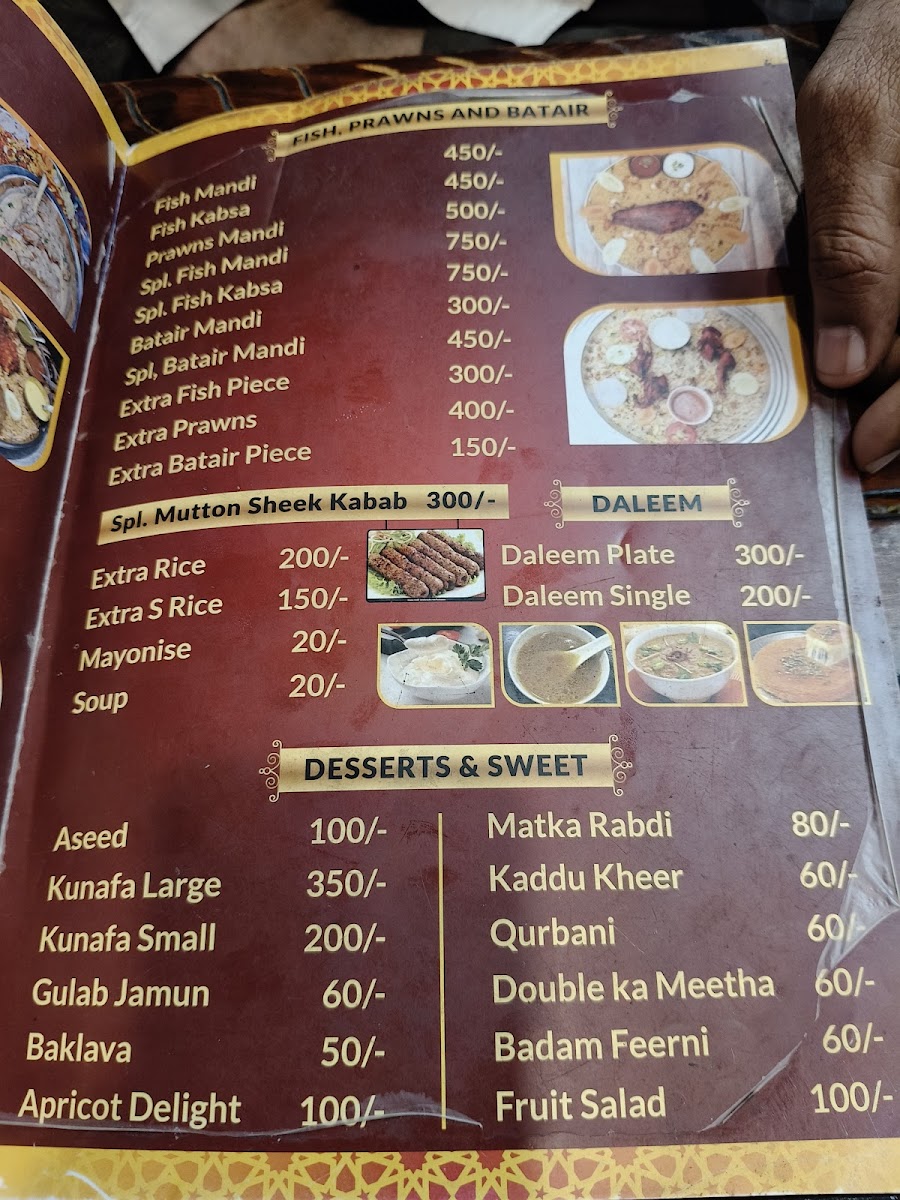 FISH, PRAWNS AND BATAIR
Fish Mandi 450/-
Fish Kabsa 450/-
Prawns Mandi 500/-
Spl. Fish Mandi 750/-
Spl. Fish Kabsa 750/-
Batair Mandi 300/-
Spl, Batair Mandi 450/-
Extra Fish Piece 300/-
Extra Prawns 400/-
Extra Batair Piece 150/-
Spl. Mutton Sheek Kabab 300/-
Extra Rice 200/-
Extra S Rice 150/-
Mayonise 20/-
Soup 20/-
DALEEM
Daleem Plate 300/-
Daleem Single 200/-
DESSERTS & SWEET
Aseed 100/-
Kunafa Large 350/-
Kunafa Small 200/-
Gulab Jamun 60/-
Baklava 50/-
Apricot Delight 100/-
Matka Rabdi 80/-
Kaddu Kheer 60/-
Qurbani 60/-
Double ka Meetha 60/-
Badam Feerni 60/-
Fruit Salad 100/-